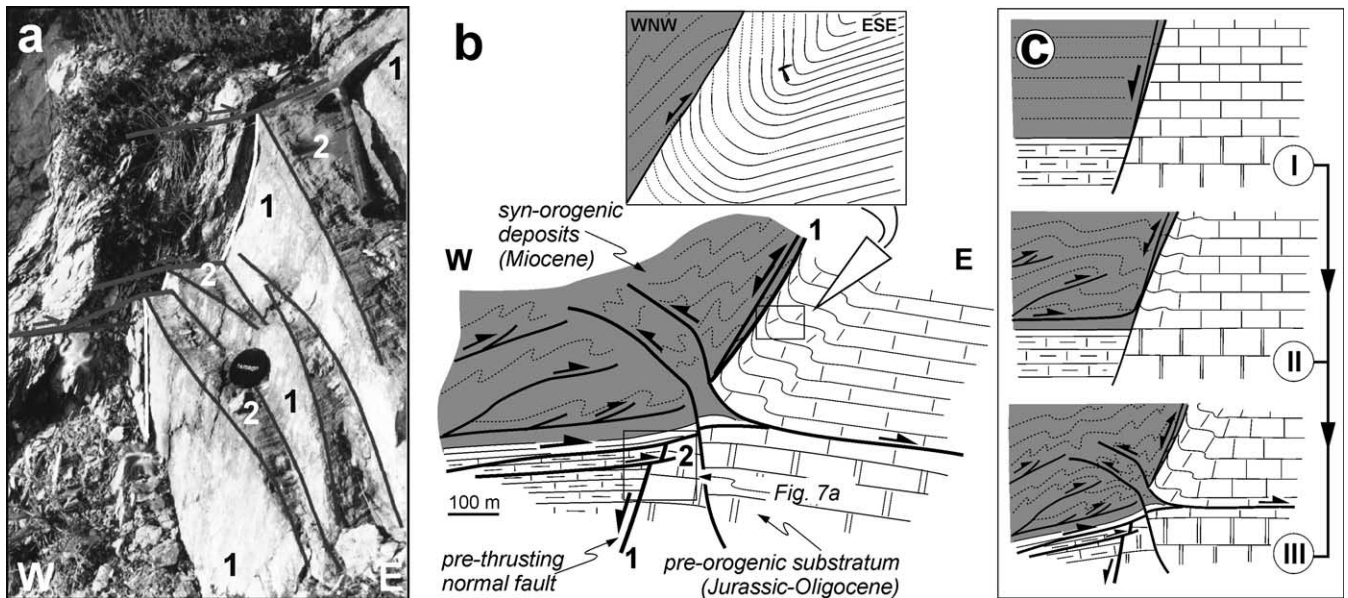 a
1
2
1
2
1
2
1
W
E
b
WNW
ESE
syn-orogenic
deposits
(Miocene)
W
1
E
2
Fig. 7a
100 m
pre-thrusting
normal fault
1
pre-orogenic substratum
(Jurassic-Oligocene)
C
I
II
III